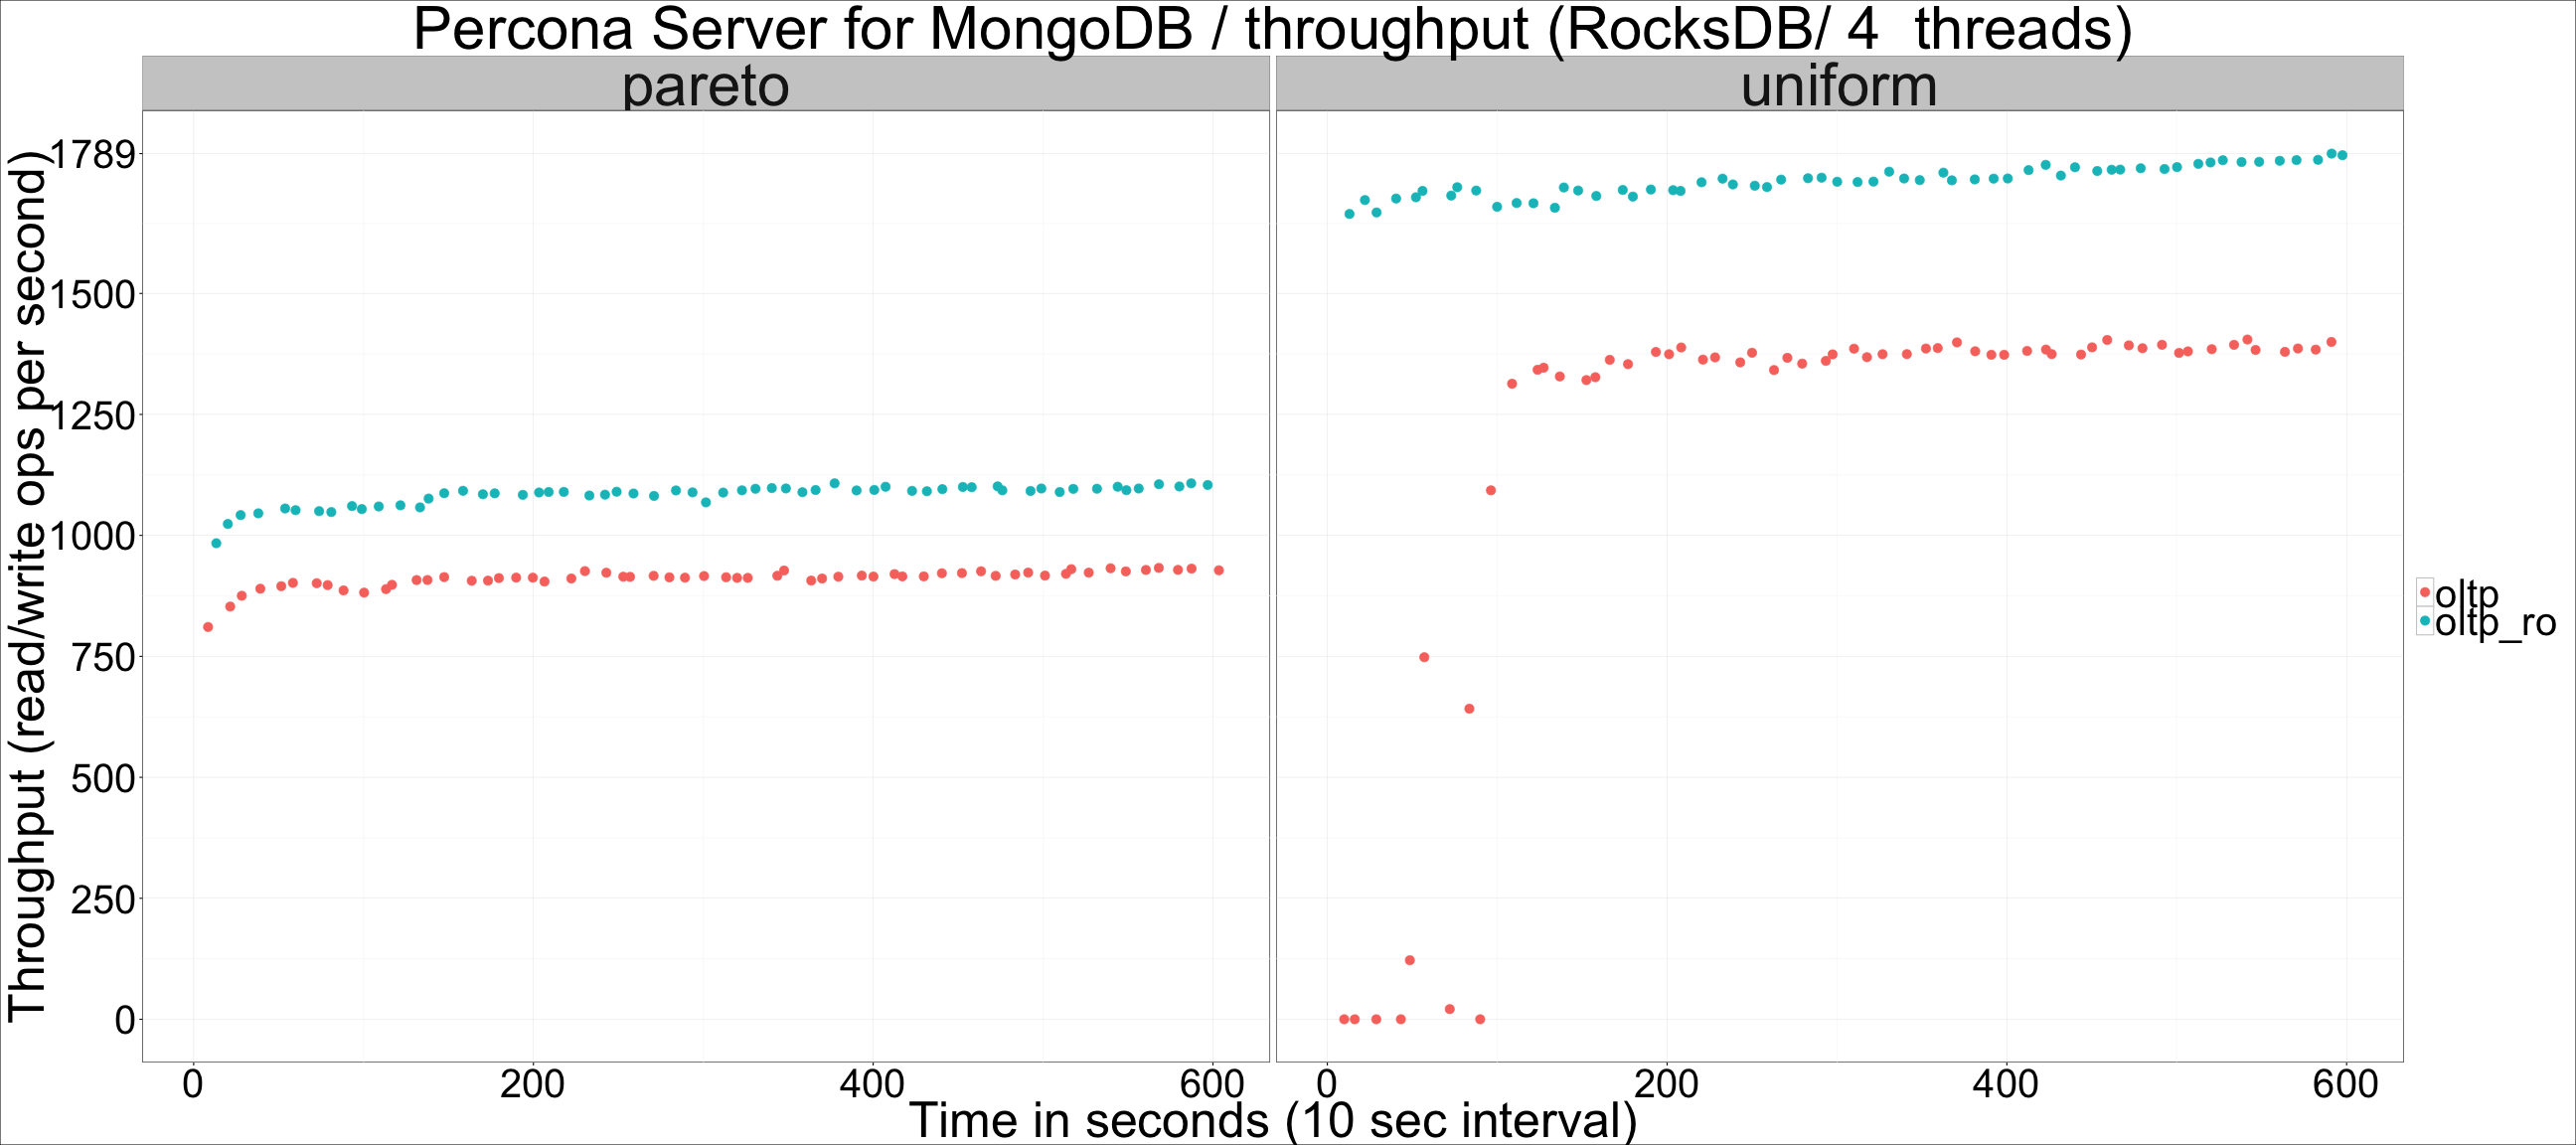 Percona Server for MongoDB / throughput (RocksDB/ 4  threads)
pareto
uniform
Throughput (read/write ops per second)
1789
1500
1250
1000
750
500
250
0
0
200
400
600
0
200
400
600
Time in seconds (10 sec interval)
oltp
oltp_ro